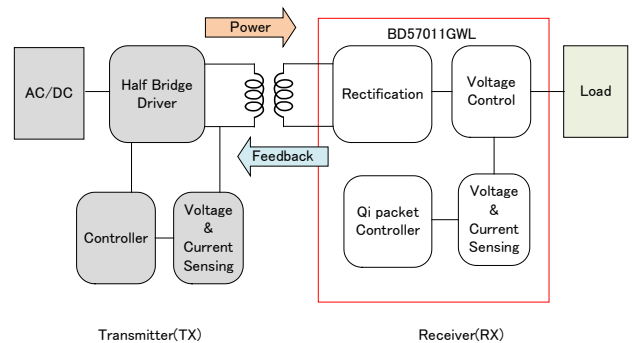 Power
BD57011GWL
AC/DC
Half Bridge
Driver
Rectification
Voltage
Control
Load
Feedback
Controller
Voltage
&
Current
Sensing
Qi packet
Controller
Voltage
&
Current
Sensing
Transmitter(TX)
Receiver(RX)